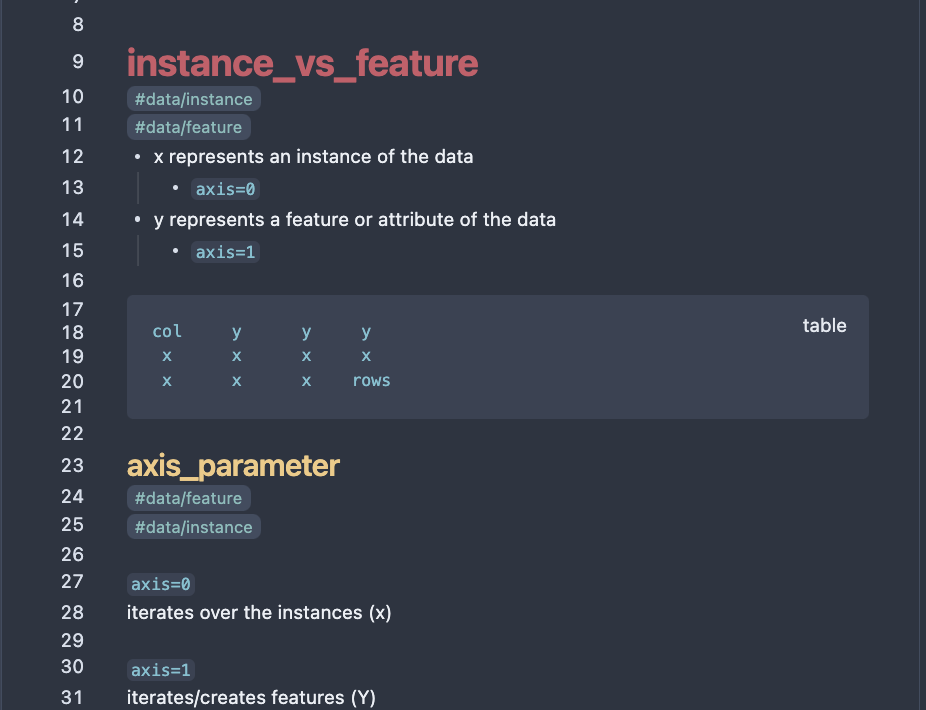 8
9 instance_vs_feature
10 #data/instance
11 #data/feature
12 • x represents an instance of the data
13 • axis=0
14 • y represents a feature or attribute of the data
15 • axis=1
16
17
table
18 col y y y
19 x x x x
20 x x x rows
21
22
23 axis_parameter
24 #data/feature
25 #data/instance
26
27 axis=0
28 iterates over the instances (x)
29
30 axis=1
31 iterates/creates features (Y)